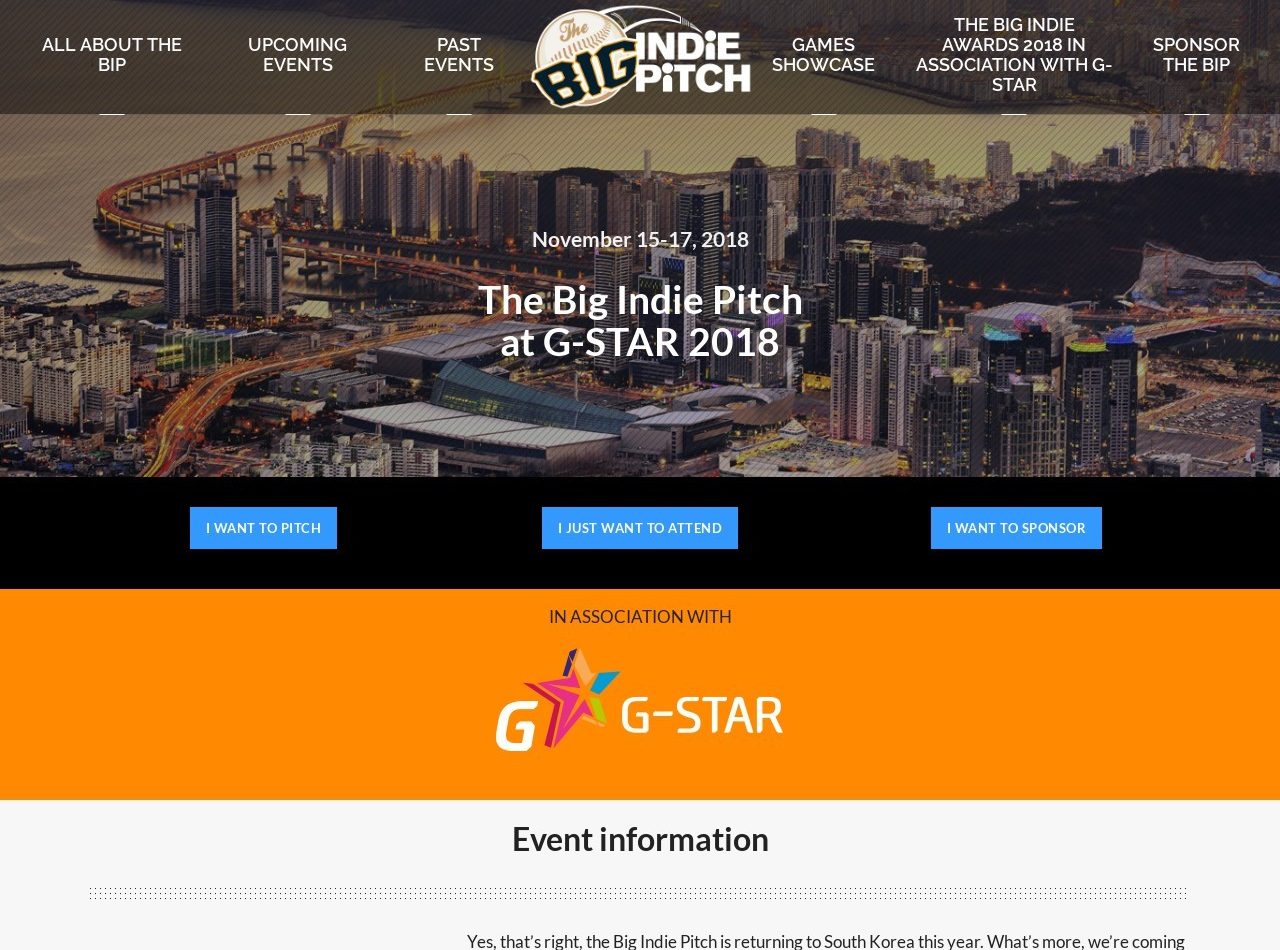 ALL ABOUT THE
BIP
UPCOMING
EVENTS
PAST
EVENTS
The
BIG
INDiE
PiTCH
GAMES
SHOWCASE
THE BIG INDIE
AWARDS 2018 IN
ASSOCIATION WITH G-
STAR
SPONSOR
THE BIP
November 15-17, 2018
The Big Indie Pitch
at G-STAR 2018
I WANT TO PITCH
I JUST WANT TO ATTEND
I WANT TO SPONSOR
IN ASSOCIATION WITH
G G-STAR
Event information
Yes, that’s right, the Big Indie Pitch is returning to South Korea this year. What’s more, we’re coming